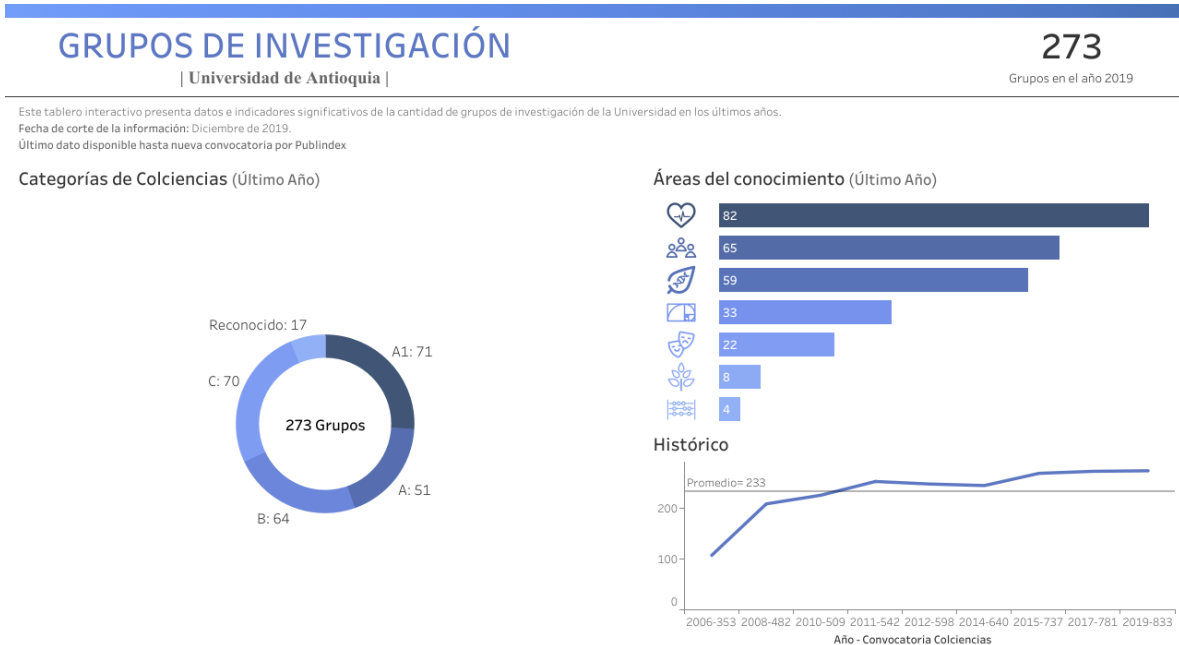 GRUPOS DE INVESTIGACIÓN
| Universidad de Antioquia |
273
Grupos en el año 2019
Este tablero interactivo presenta datos e indicadores significativos de la cantidad de grupos de investigación de la Universidad en los últimos años.
Fecha de corte de la información: Diciembre de 2019.
Último dato disponible hasta nueva convocatoria por Publindex
Categorías de Colciencias (Último Año)
Reconocido: 17
A1: 71
C: 70
273 Grupos
A: 51
B: 64
Áreas del conocimiento (Último Año)
82
65
59
33
22
8
4
Histórico
Promedio= 233
200
100
0
2006-353 2008-482 2010-509 2011-542 2012-598 2014-640 2015-737 2017-781 2019-833
Año - Convocatoria Colciencias